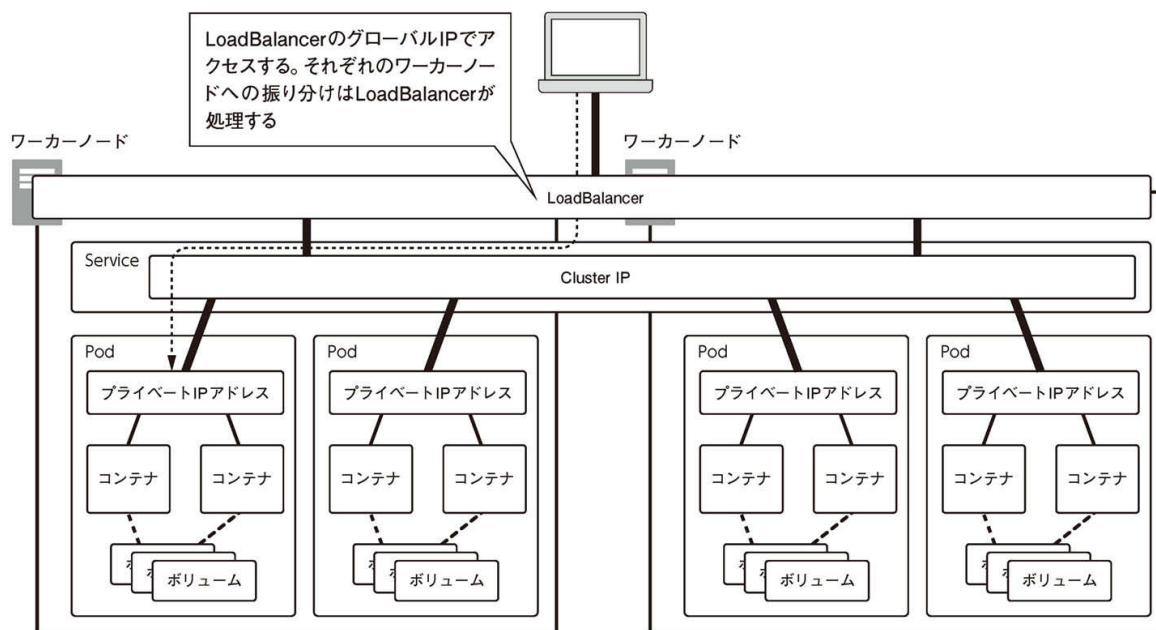 LoadBalancerのグローバルIPでア
クセスする。それぞれのワーカーノー
ドへの振り分けはLoadBalancerが
処理する
ワーカーノード
ワーカーノード
LoadBalancer
Service
Cluster IP
Pod
Pod
Pod
Pod
プライベートIPアドレス
プライベートIPアドレス
プライベートIPアドレス
プライベートIPアドレス
コンテナ
コンテナ
コンテナ
コンテナ
コンテナ
コンテナ
コンテナ
コンテナ
ボリューム
ボリューム
ボリューム
ボリューム